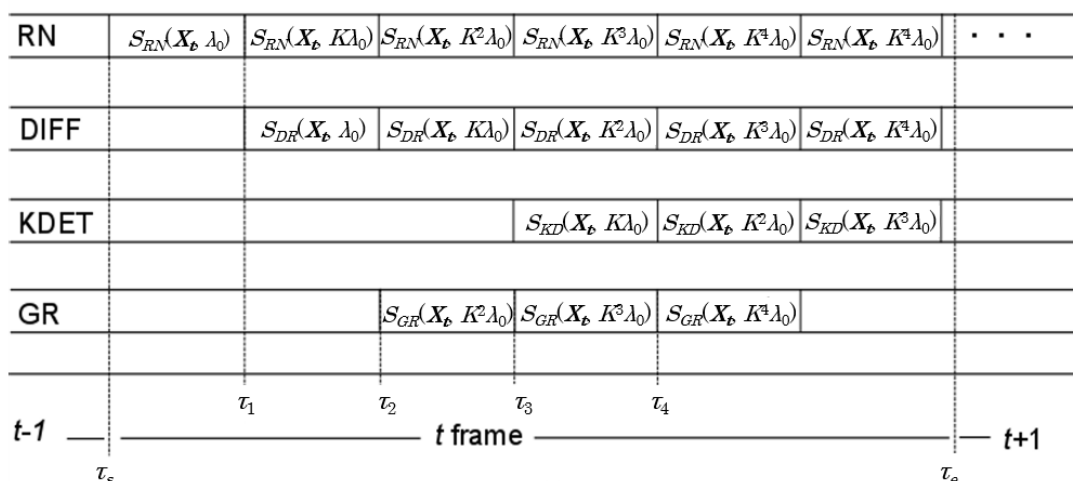 RN S_RN(X_t, λ₀) S_RN(X_t, Kλ₀) S_RN(X_t, K²λ₀) S_RN(X_t, K³λ₀) S_RN(X_t, K⁴λ₀) S_RN(X_t, K⁴λ₀) · · ·
DIFF S_DR(X_t, λ₀) S_DR(X_t, Kλ₀) S_DR(X_t, K²λ₀) S_DR(X_t, K³λ₀) S_DR(X_t, K⁴λ₀)
KDET S_KD(X_t, Kλ₀) S_KD(X_t, K²λ₀) S_KD(X_t, K³λ₀)
GR S_GR(X_t, K²λ₀) S_GR(X_t, K³λ₀) S_GR(X_t, K⁴λ₀)
τ₁ τ₂ τ₃ τ₄
t-1 t frame t+1
τ_s τ_e